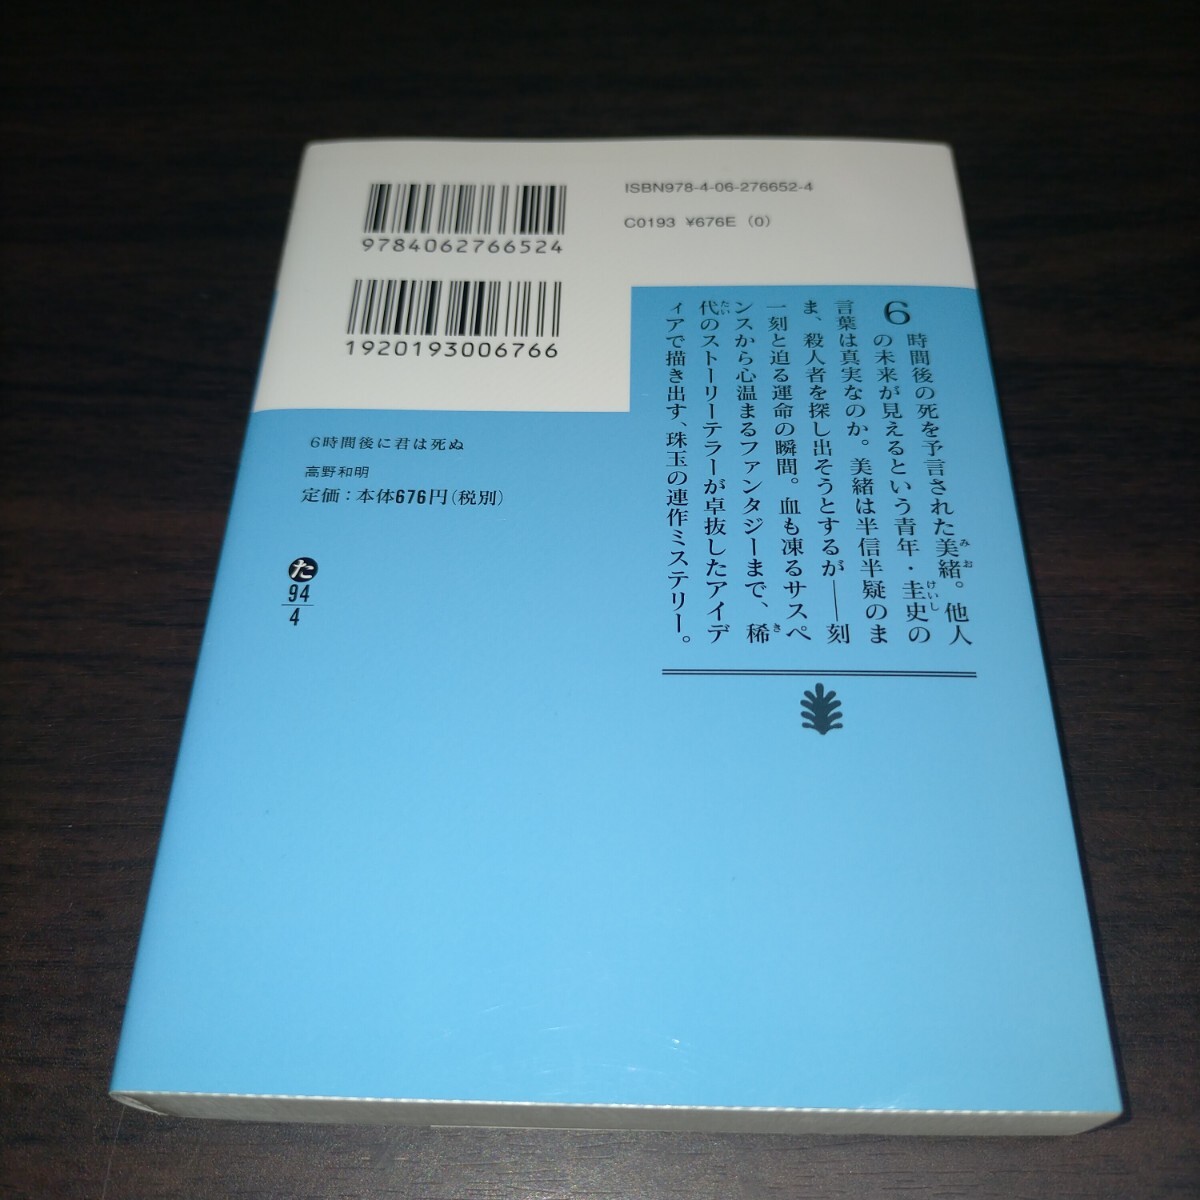 9784062766524
1920193006766
ISBN978-4-06-276652-4
C0193 ¥676E (0)
6時間後の死を予言された美緒。他人
の未来が見えるという青年・圭史の
言葉は真実なのか。美緒は半信半疑のま
ま、殺人者を探し出そうとするが――刻
一刻と迫る運命の瞬間。血も凍るサスペ
ンスから心温まるファンタジーまで、稀
代のストーリーテラーが卓抜したアイデ
ィアで描き出す、珠玉の連作ミステリー。
みお
けいし
き
たい
6時間後に君は死ぬ
高野和明
定価:本体676円(税別)
た
94
4